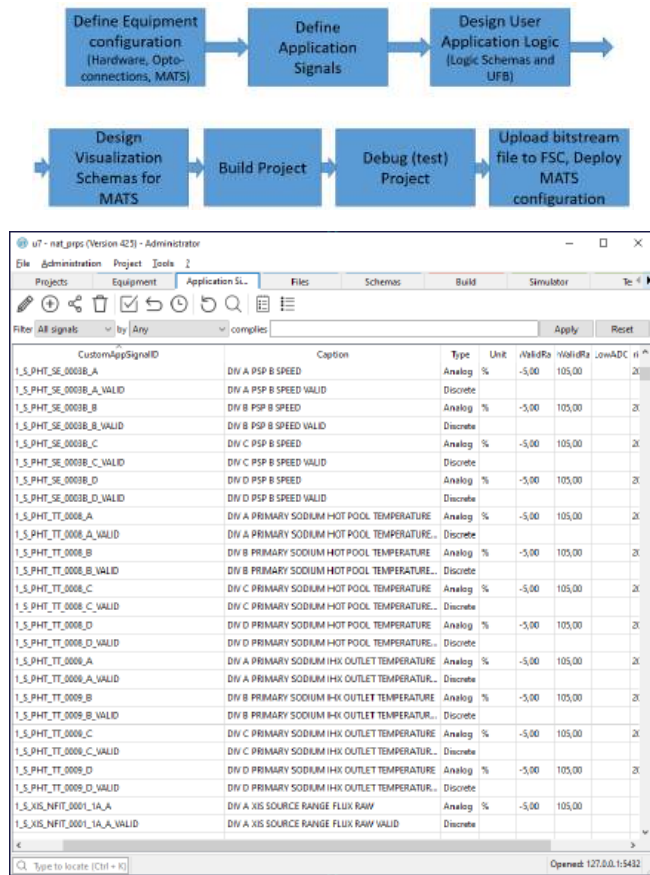 Define Equipment
configuration
(Hardware, Opto-
connections, MATS)
Define
Application
Signals
Design User
Application Logic
(Logic Schemas and
UFB)
Design
Visualization
Schemas for
MATS
Build Project
Debug (test)
Project
Upload bitstream
file to FSC, Deploy
MATS
configuration
u7 - nat_prps (Version 425) - Administrator
File Administration Project Tools ?
Projects Equipment Application Si... Files Schemas Build Simulator Te
Filter All signals by Any complies Apply Reset
CustomAppSignalID Caption Type Unit wValidRa hValidRa LowADC
1_S_PHT_SE_0003B_A DIV A PSP B SPEED Analog % -5,00 105,00 20
1_S_PHT_SE_0003B_A_VALID DIV A PSP B SPEED VALID Discrete
1_S_PHT_SE_0003B_B DIV B PSP B SPEED Analog % -5,00 105,00 20
1_S_PHT_SE_0003B_B_VALID DIV B PSP B SPEED VALID Discrete
1_S_PHT_SE_0003B_C DIV C PSP B SPEED Analog % -5,00 105,00 20
1_S_PHT_SE_0003B_C_VALID DIV C PSP B SPEED VALID Discrete
1_S_PHT_SE_0003B_D DIV D PSP B SPEED Analog % -5,00 105,00 20
1_S_PHT_SE_0003B_D_VALID DIV D PSP B SPEED VALID Discrete
1_S_PHT_TT_0008_A DIV A PRIMARY SODIUM HOT POOL TEMPERATURE Analog % -5,00 105,00 20
1_S_PHT_TT_0008_A_VALID DIV A PRIMARY SODIUM HOT POOL TEMPERATURE... Discrete
1_S_PHT_TT_0008_B DIV B PRIMARY SODIUM HOT POOL TEMPERATURE Analog % -5,00 105,00 20
1_S_PHT_TT_0008_B_VALID DIV B PRIMARY SODIUM HOT POOL TEMPERATURE... Discrete
1_S_PHT_TT_0008_C DIV C PRIMARY SODIUM HOT POOL TEMPERATURE Analog % -5,00 105,00 20
1_S_PHT_TT_0008_C_VALID DIV C PRIMARY SODIUM HOT POOL TEMPERATURE... Discrete
1_S_PHT_TT_0008_D DIV D PRIMARY SODIUM HOT POOL TEMPERATURE Analog % -5,00 105,00 20
1_S_PHT_TT_0008_D_VALID DIV D PRIMARY SODIUM HOT POOL TEMPERATURE... Discrete
1_S_PHT_TT_0009_A DIV A PRIMARY SODIUM IHX OUTLET TEMPERATURE Analog % -5,00 105,00 20
1_S_PHT_TT_0009_A_VALID DIV A PRIMARY SODIUM IHX OUTLET TEMPERATUR... Discrete
1_S_PHT_TT_0009_B DIV B PRIMARY SODIUM IHX OUTLET TEMPERATURE Analog % -5,00 105,00 20
1_S_PHT_TT_0009_B_VALID DIV B PRIMARY SODIUM IHX OUTLET TEMPERATUR... Discrete
1_S_PHT_TT_0009_C DIV C PRIMARY SODIUM IHX OUTLET TEMPERATURE Analog % -5,00 105,00 20
1_S_PHT_TT_0009_C_VALID DIV C PRIMARY SODIUM IHX OUTLET TEMPERATUR... Discrete
1_S_PHT_TT_0009_D DIV D PRIMARY SODIUM IHX OUTLET TEMPERATURE Analog % -5,00 105,00 20
1_S_PHT_TT_0009_D_VALID DIV D PRIMARY SODIUM IHX OUTLET TEMPERATUR... Discrete
1_S_XIS_NFIT_0001_1A_A DIV A XIS SOURCE RANGE FLUX RAW Analog % -5,00 105,00
1_S_XIS_NFIT_0001_1A_A_VALID DIV A XIS SOURCE RANGE FLUX RAW VALID Discrete
Type to locate (Ctrl + K) Opened: 127.0.0.1:5432